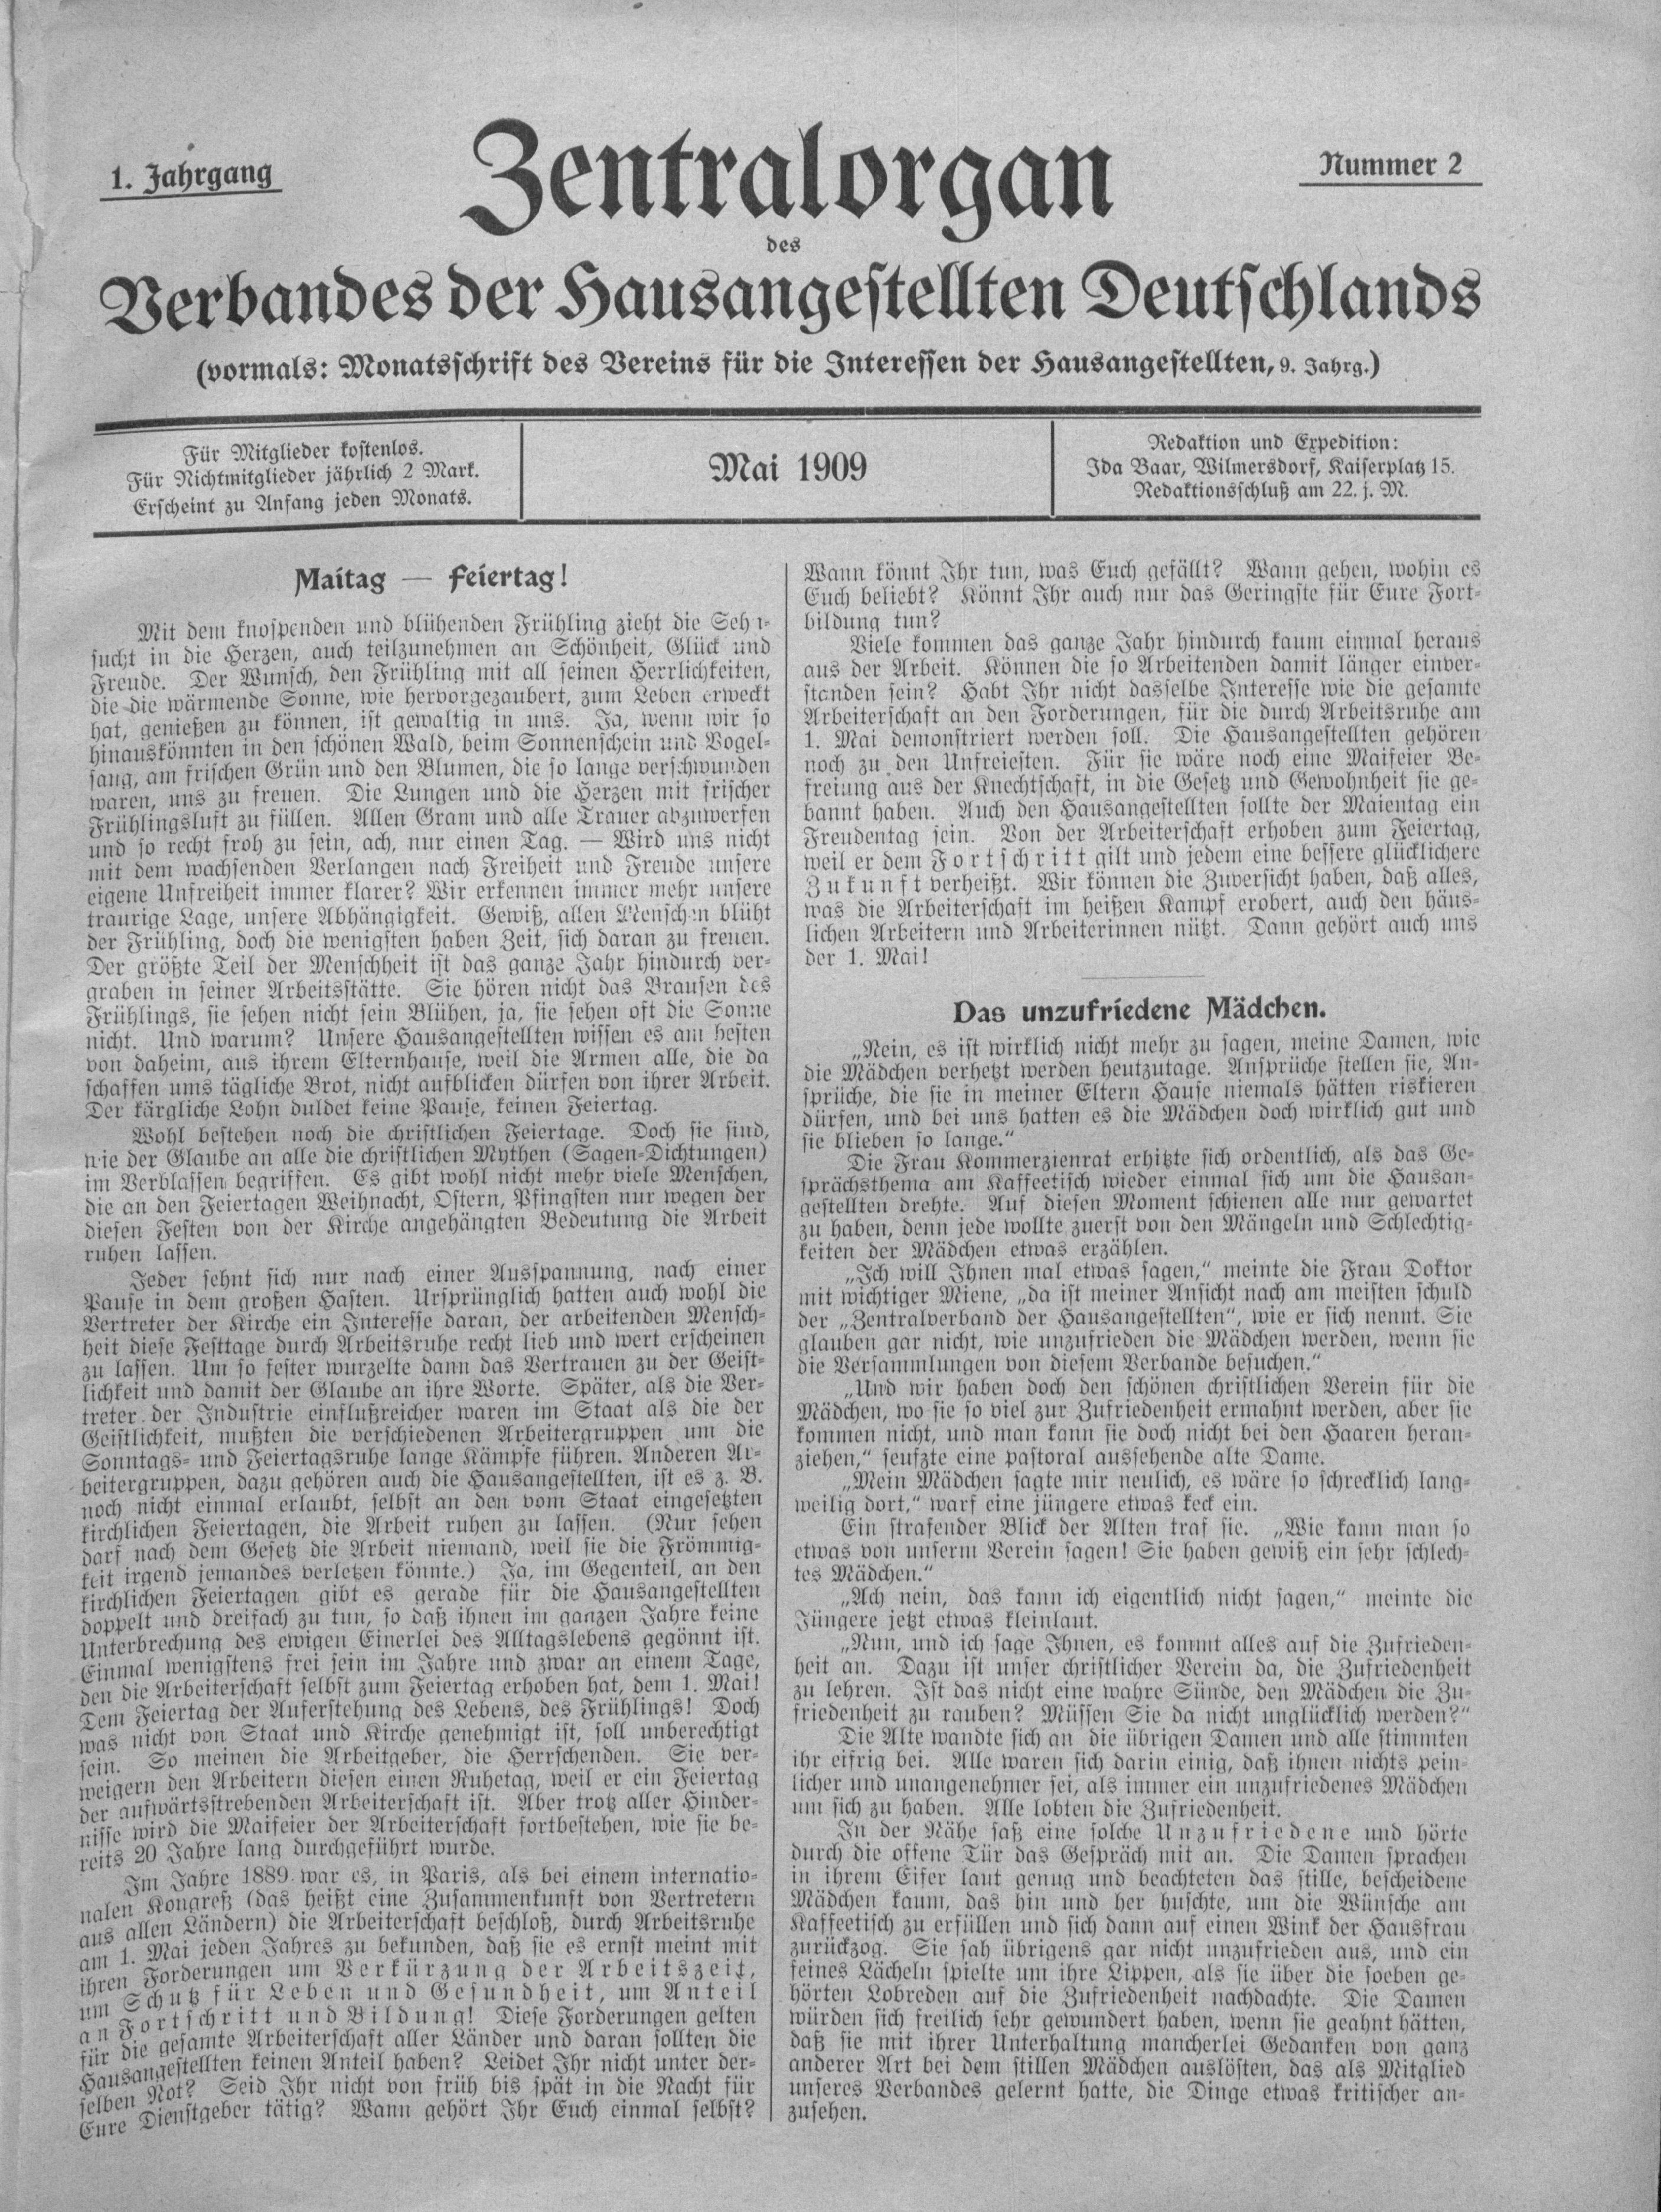 1. Jahrgang
Zentralorgan
Nummer 2
des
Verbandes der Hausangestellten Deutschlands
(vormals: Monatsschrift des Vereins für die Interessen der Hausangestellten, 9. Jahrg.)
Für Mitglieder kostenlos.
Für Nichtmitglieder jährlich 2 Mark.
Erscheint zu Anfang jeden Monats.
Mai 1909
Redaktion und Expedition:
Ida Baar, Wilmersdorf, Kaiserplatz 15.
Redaktionsschluß am 22. j. M.
Maitag — Feiertag!
Mit dem knospenden und blühenden Frühling zieht die Sehn-
sucht in die Herzen, auch teilzunehmen an Schönheit, Glück und
Freude. Der Wunsch, den Frühling mit all seinen Herrlichkeiten,
die die wärmende Sonne, wie hervorgezaubert, zum Leben erweckt
hat, genießen zu können, ist gewaltig in uns. Ja, wenn wir so
hinauskönnten in den schönen Wald, beim Sonnenschein und Vogel-
sang, am frischen Grün und den Blumen, die so lange verschwunden
waren, uns zu freuen. Die Lungen und die Herzen mit frischer
Frühlingsluft zu füllen. Allen Gram und alle Trauer abzuwerfen
und so recht froh zu sein, ach, nur einen Tag. — Wird uns nicht
mit dem wachsenden Verlangen nach Freiheit und Freude unsere
eigene Unfreiheit immer klarer? Wir erkennen immer mehr unsere
traurige Lage, unsere Abhängigkeit. Gewiß, allen Menschen blüht
der Frühling, doch die wenigsten haben Zeit, sich daran zu freuen.
Der größte Teil der Menschheit ist das ganze Jahr hindurch ver-
graben in seiner Arbeitsstätte. Sie hören nicht das Brausen des
Frühlings, sie sehen nicht sein Blühen, ja, sie sehen oft die Sonne
nicht. Und warum? Unsere Hausangestellten wissen es am besten
von daheim, aus ihrem Elternhause, weil die Armen alle, die da
schaffen ums tägliche Brot, nicht aufblicken dürfen von ihrer Arbeit.
Der kärgliche Lohn duldet keine Pause, keinen Feiertag.
Wohl bestehen noch die christlichen Feiertage. Doch sie sind,
wie der Glaube an alle die christlichen Mythen (Sagen-Dichtungen)
im Verblassen begriffen. Es gibt wohl nicht mehr viele Menschen,
die an den Feiertagen Weihnacht, Ostern, Pfingsten nur wegen der
diesen Festen von der Kirche angehängten Bedeutung die Arbeit
ruhen lassen.
Jeder sehnt sich nur nach einer Ausspannung, nach einer
Pause in dem großen Hasten. Ursprünglich hatten auch wohl die
Vertreter der Kirche ein Interesse daran, der arbeitenden Mensch-
heit diese Festtage durch Arbeitsruhe recht lieb und wert erscheinen
zu lassen. Um so fester wurzelte dann das Vertrauen zu der Geist-
lichkeit und damit der Glaube an ihre Worte. Später, als die Ver-
treter der Industrie einflußreicher waren im Staat als die der
Geistlichkeit, mußten die verschiedenen Arbeitergruppen um die
Sonntags- und Feiertagsruhe lange Kämpfe führen. Anderen Ar-
beitergruppen, dazu gehören auch die Hausangestellten, ist es z. B.
noch nicht einmal erlaubt, selbst an den vom Staat eingesetzten
kirchlichen Feiertagen, die Arbeit ruhen zu lassen. (Nur sehen
darf nach dem Gesetz die Arbeit niemand, weil sie die Frömmig-
keit irgend jemandes verletzen könnte.) Ja, im Gegenteil, an den
kirchlichen Feiertagen gibt es gerade für die Hausangestellten
doppelt und dreifach zu tun, so daß ihnen im ganzen Jahre keine
Unterbrechung des ewigen Einerlei des Alltagslebens gegönnt ist.
Einmal wenigstens frei sein im Jahre und zwar an einem Tage,
den die Arbeiterschaft selbst zum Feiertag erhoben hat, dem 1. Mai!
Dem Feiertag der Auferstehung des Lebens, des Frühlings! Doch
was nicht von Staat und Kirche genehmigt ist, soll unberechtigt
sein. So meinen die Arbeitgeber, die Herrschenden. Sie ver-
weigern den Arbeitern diesen einen Ruhetag, weil er ein Feiertag
der aufwärtsstrebenden Arbeiterschaft ist. Aber trotz aller Hinder-
nisse wird die Maifeier der Arbeiterschaft fortbestehen, wie sie be-
reits 20 Jahre lang durchgeführt wurde.
Im Jahre 1889 war es, in Paris, als bei einem internatio-
nalen Kongreß (das heißt eine Zusammenkunft von Vertretern
aus allen Ländern) die Arbeiterschaft beschloß, durch Arbeitsruhe
am 1. Mai jeden Jahres zu bekunden, daß sie es ernst meint mit
ihren Forderungen um Verkürzung der Arbeitszeit,
um Schutz für Leben und Gesundheit, um Anteil
an Fortschritt und Bildung! Diese Forderungen gelten
für die gesamte Arbeiterschaft aller Länder und daran sollten die
Hausangestellten keinen Anteil haben? Leidet Ihr nicht unter der-
selben Not? Seid Ihr nicht von früh bis spät in die Nacht für
Eure Dienstgeber tätig? Wann gehört Ihr Euch einmal selbst?
Wann könnt Ihr tun, was Euch gefällt? Wann gehen, wohin es
Euch beliebt? Könnt Ihr auch nur das Geringste für Eure Fort-
bildung tun?
Viele kommen das ganze Jahr hindurch kaum einmal heraus
aus der Arbeit. Können die so Arbeitenden damit länger einver-
standen sein? Habt Ihr nicht dasselbe Interesse wie die gesamte
Arbeiterschaft an den Forderungen, für die durch Arbeitsruhe am
1. Mai demonstriert werden soll. Die Hausangestellten gehören
noch zu den Unfreiesten. Für sie wäre noch eine Maifeier Be-
freiung aus der Knechtschaft, in die Gesetz und Gewohnheit sie ge-
bannt haben. Auch den Hausangestellten sollte der Maientag ein
Freudentag sein. Von der Arbeiterschaft erhoben zum Feiertag,
weil er dem Fortschritt gilt und jedem eine bessere glücklichere
Zukunft verheißt. Wir können die Zuversicht haben, daß alles,
was die Arbeiterschaft im heißen Kampf erobert, auch den häus-
lichen Arbeitern und Arbeiterinnen nützt. Dann gehört auch uns
der 1. Mai!
Das unzufriedene Mädchen.
„Nein, es ist wirklich nicht mehr zu sagen, meine Damen, wie
die Mädchen verhetzt werden heutzutage. Ansprüche stellen sie, An-
sprüche, die sie in meiner Eltern Hause niemals hätten riskieren
dürfen, und bei uns hatten es die Mädchen doch wirklich gut und
sie blieben so lange.“
Die Frau Kommerzienrat erhitzte sich ordentlich, als das Ge-
sprächsthema am Kaffeetisch wieder einmal sich um die Hausan-
gestellten drehte. Auf diesen Moment schienen alle nur gewartet
zu haben, denn jede wollte zuerst von den Mängeln und Schlechtig-
keiten der Mädchen etwas erzählen.
„Ich will Ihnen mal etwas sagen,“ meinte die Frau Doktor
mit wichtiger Miene, „da ist meiner Ansicht nach am meisten schuld
der „Zentralverband der Hausangestellten“, wie er sich nennt. Sie
glauben gar nicht, wie unzufrieden die Mädchen werden, wenn sie
die Versammlungen von diesem Verbande besuchen.“
„Und wir haben doch den schönen christlichen Verein für die
Mädchen, wo sie so viel zur Zufriedenheit ermahnt werden, aber sie
kommen nicht, und man kann sie doch nicht bei den Haaren heran-
ziehen,“ seufzte eine pastoral aussehende alte Dame.
„Mein Mädchen sagte mir neulich, es wäre so schrecklich lang-
weilig dort,“ warf eine jüngere etwas keck ein.
Ein strafender Blick der Alten traf sie. „Wie kann man so
etwas von unserm Verein sagen! Sie haben gewiß ein sehr schlech-
tes Mädchen.“
„Ach nein, das kann ich eigentlich nicht sagen,“ meinte die
Jüngere jetzt etwas kleinlaut.
„Nun, und ich sage Ihnen, es kommt alles auf die Zufrieden-
heit an. Dazu ist unser christlicher Verein da, die Zufriedenheit
zu lehren. Ist das nicht eine wahre Sünde, den Mädchen die Zu-
friedenheit zu rauben? Müssen Sie da nicht unglücklich werden?“
Die Alte wandte sich an die übrigen Damen und alle stimmten
ihr eifrig bei. Alle waren sich darin einig, daß ihnen nichts pein-
licher und unangenehmer sei, als immer ein unzufriedenes Mädchen
um sich zu haben. Alle lobten die Zufriedenheit.
In der Nähe saß eine solche Unzufriedene und hörte
durch die offene Tür das Gespräch mit an. Die Damen sprachen
in ihrem Eifer laut genug und beachteten das stille, bescheidene
Mädchen kaum, das hin und her huschte, um die Wünsche am
Kaffeetisch zu erfüllen und sich dann auf einen Wink der Hausfrau
zurückzog. Sie sah übrigens gar nicht unzufrieden aus, und ein
feines Lächeln spielte um ihre Lippen, als sie über die soeben ge-
hörten Lobreden auf die Zufriedenheit nachdachte. Die Damen
würden sich freilich sehr gewundert haben, wenn sie geahnt hätten,
daß sie mit ihrer Unterhaltung mancherlei Gedanken von ganz
anderer Art bei dem stillen Mädchen auslösten, das als Mitglied
unseres Verbandes gelernt hatte, die Dinge etwas kritischer an-
zusehen.